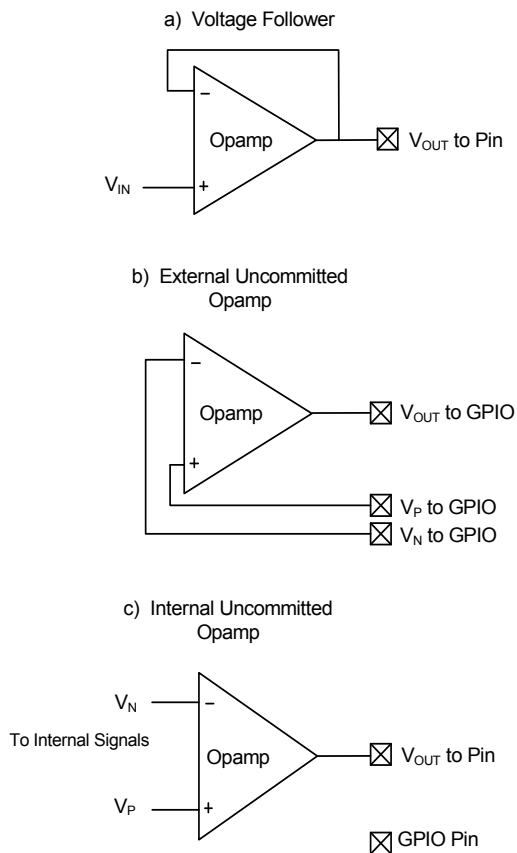 a) Voltage Follower
−
Opamp
V_OUT to Pin
V_IN
+
b) External Uncommitted
Opamp
−
Opamp
V_OUT to GPIO
+
V_P to GPIO
V_N to GPIO
c) Internal Uncommitted
Opamp
V_N
−
To Internal Signals
Opamp
V_OUT to Pin
V_P
+
GPIO Pin